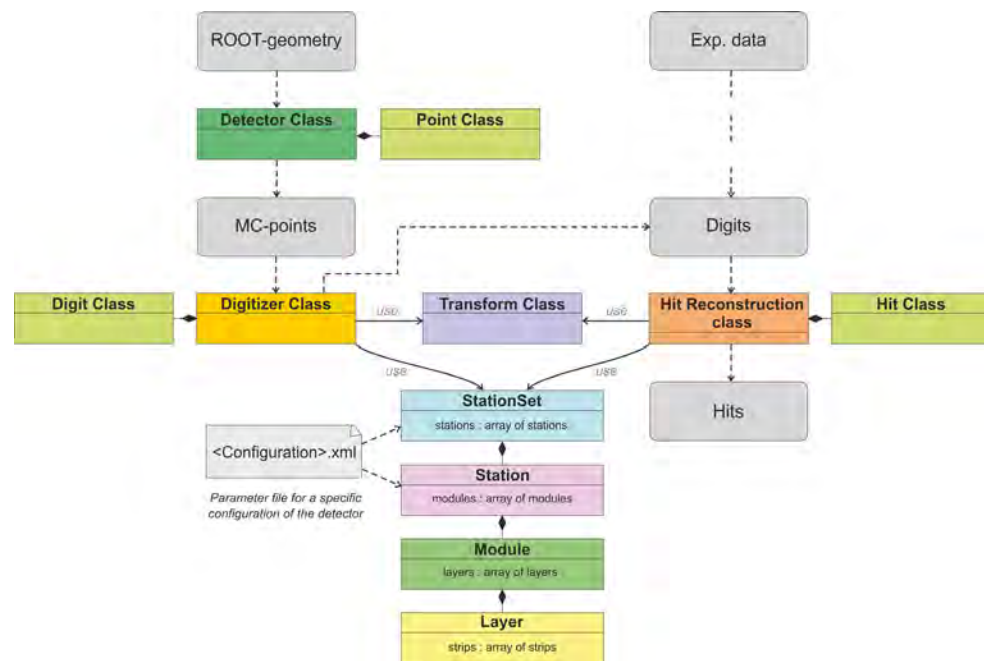 ROOT-geometry
Exp. data
Detector Class
Point Class
MC-points
Digits
Digit Class
Digitizer Class
use
Transform Class
use
Hit Reconstruction
class
Hit Class
use
use
StationSet
stations : array of stations
Hits
<Configuration>.xml
Station
modules : array of modules
Parameter file for a specific
configuration of the detector
Module
layers : array of layers
Layer
strips : array of strips